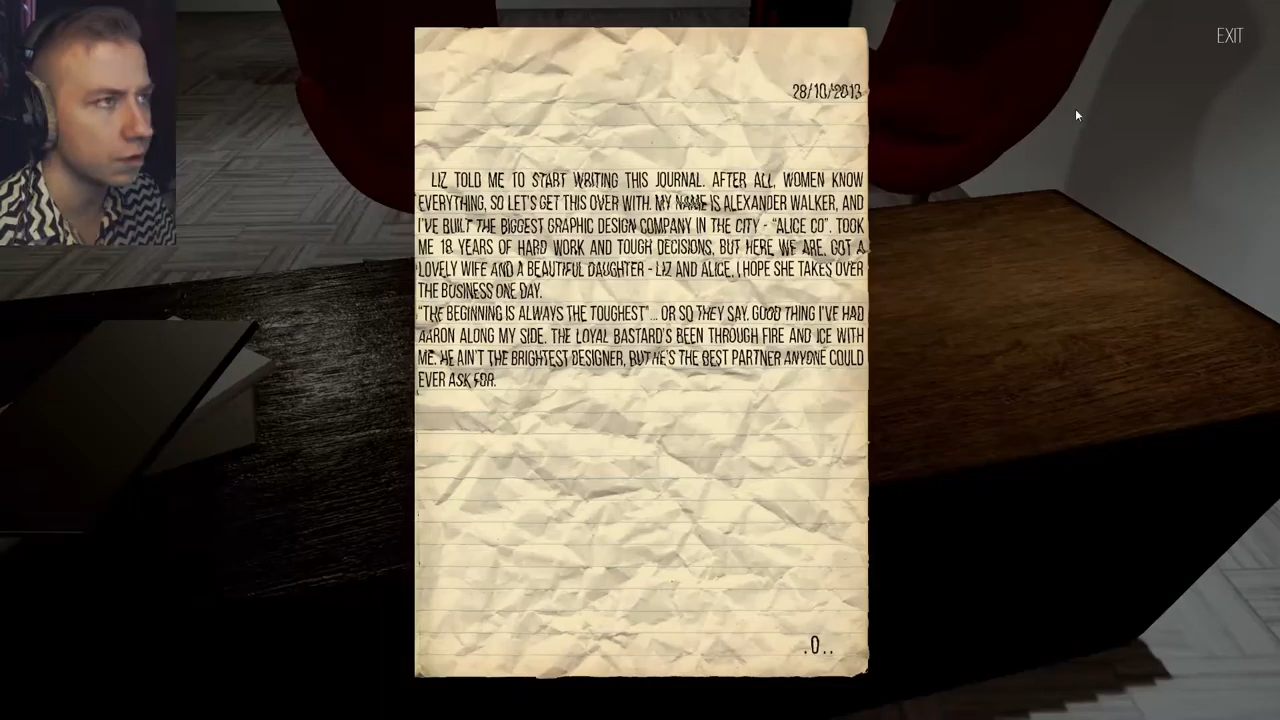 EXIT
28/10/2013
LIZ TOLD ME TO START WRITING THIS JOURNAL. AFTER ALL, WOMEN KNOW
EVERYTHING, SO LET'S GET THIS OVER WITH. MY NAME IS ALEXANDER WALKER, AND
I'VE BUILT THE BIGGEST GRAPHIC DESIGN COMPANY IN THE CITY - "ALICE CO". TOOK
ME 18 YEARS OF HARD WORK AND TOUGH DECISIONS, BUT HERE WE ARE. GOT A
LOVELY WIFE AND A BEAUTIFUL DAUGHTER - LIZ AND ALICE. I HOPE SHE TAKES OVER
THE BUSINESS ONE DAY.
"THE BEGINNING IS ALWAYS THE TOUGHEST"... OR SO THEY SAY. GOOD THING I'VE HAD
AARON ALONG MY SIDE. THE LOYAL BASTARD'S BEEN THROUGH FIRE AND ICE WITH
ME. HE AIN'T THE BRIGHTEST DESIGNER, BUT HE'S THE BEST PARTNER ANYONE COULD
EVER ASK FOR.
.0..